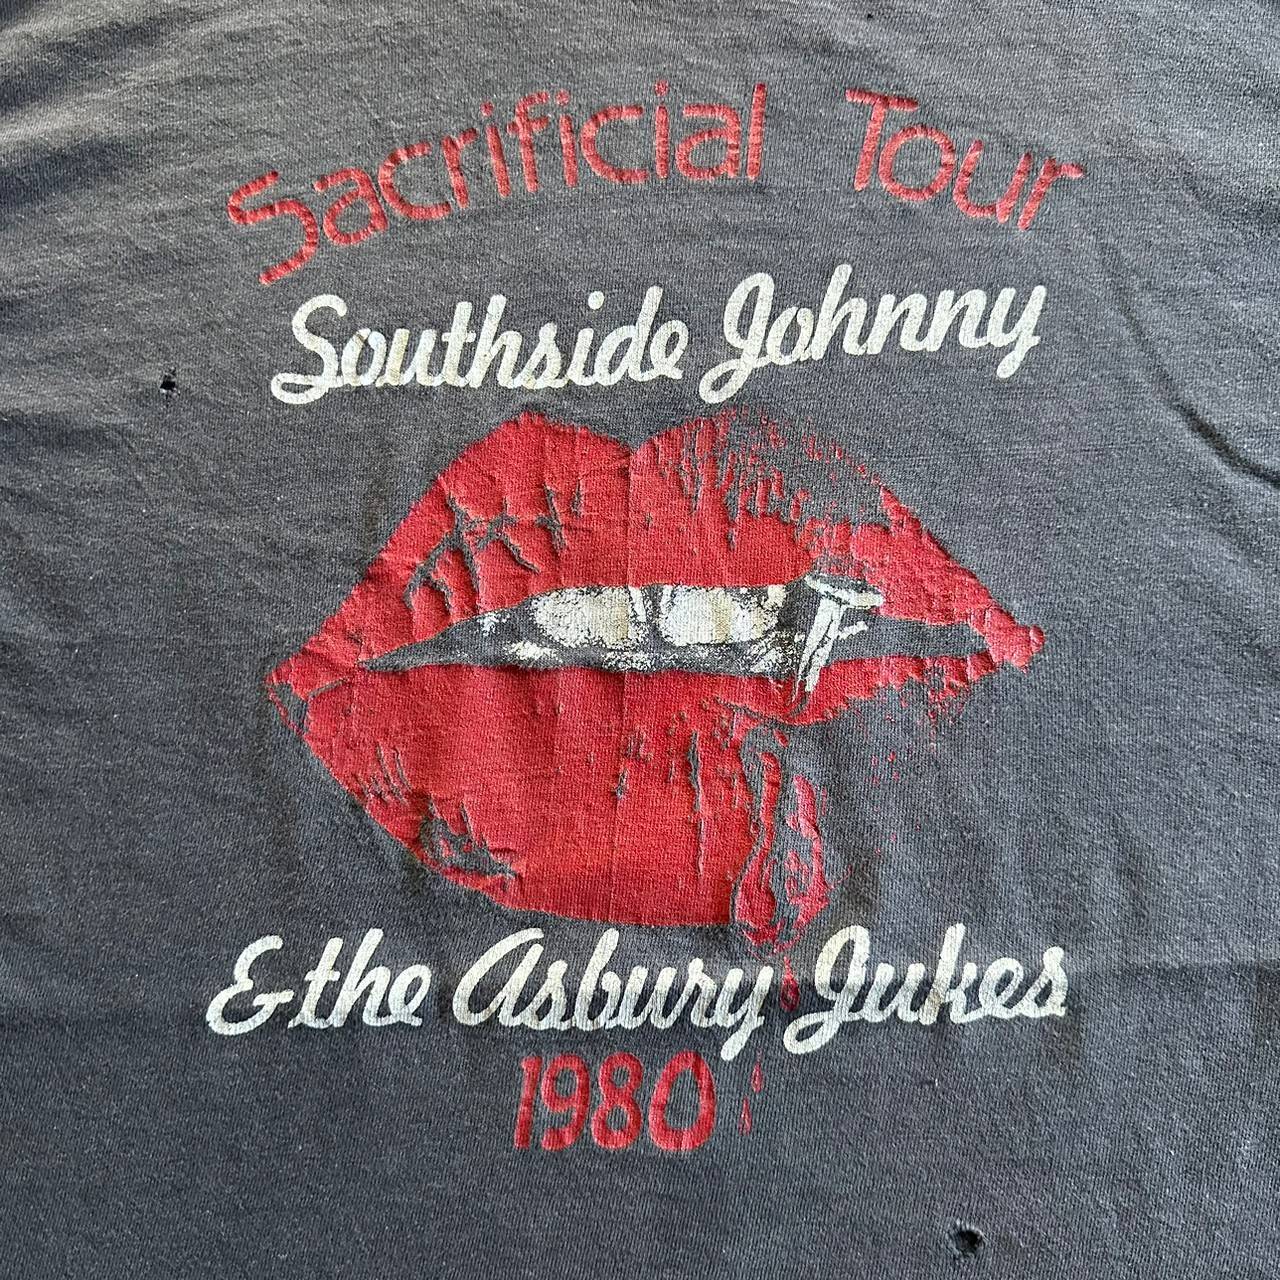 Sacrificial Tour
Southside Johnny
& the Asbury Jukes
1980